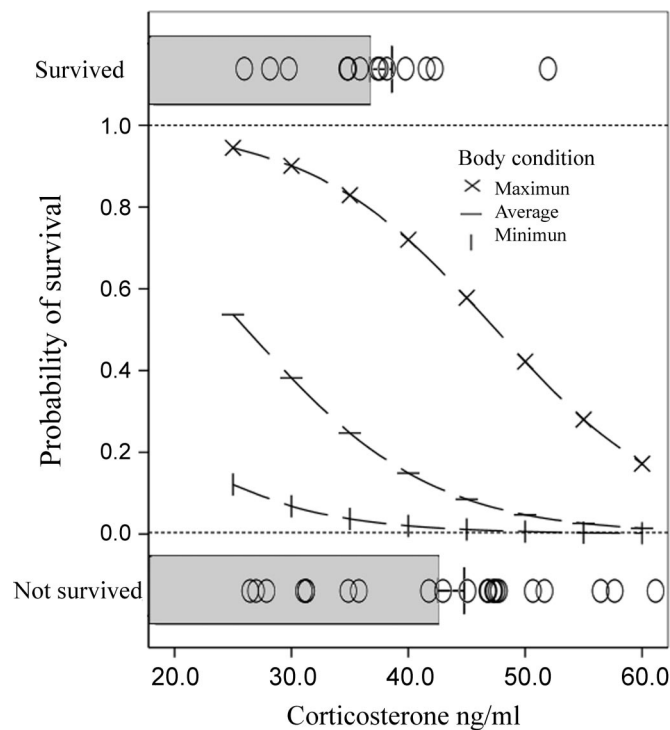 Survived
1.0
Body condition
Maximun
Average
Minimun
0.8
0.6
0.4
0.2
0.0
Probability of survival
Not survived
20.0 30.0 40.0 50.0 60.0
Corticosterone ng/ml